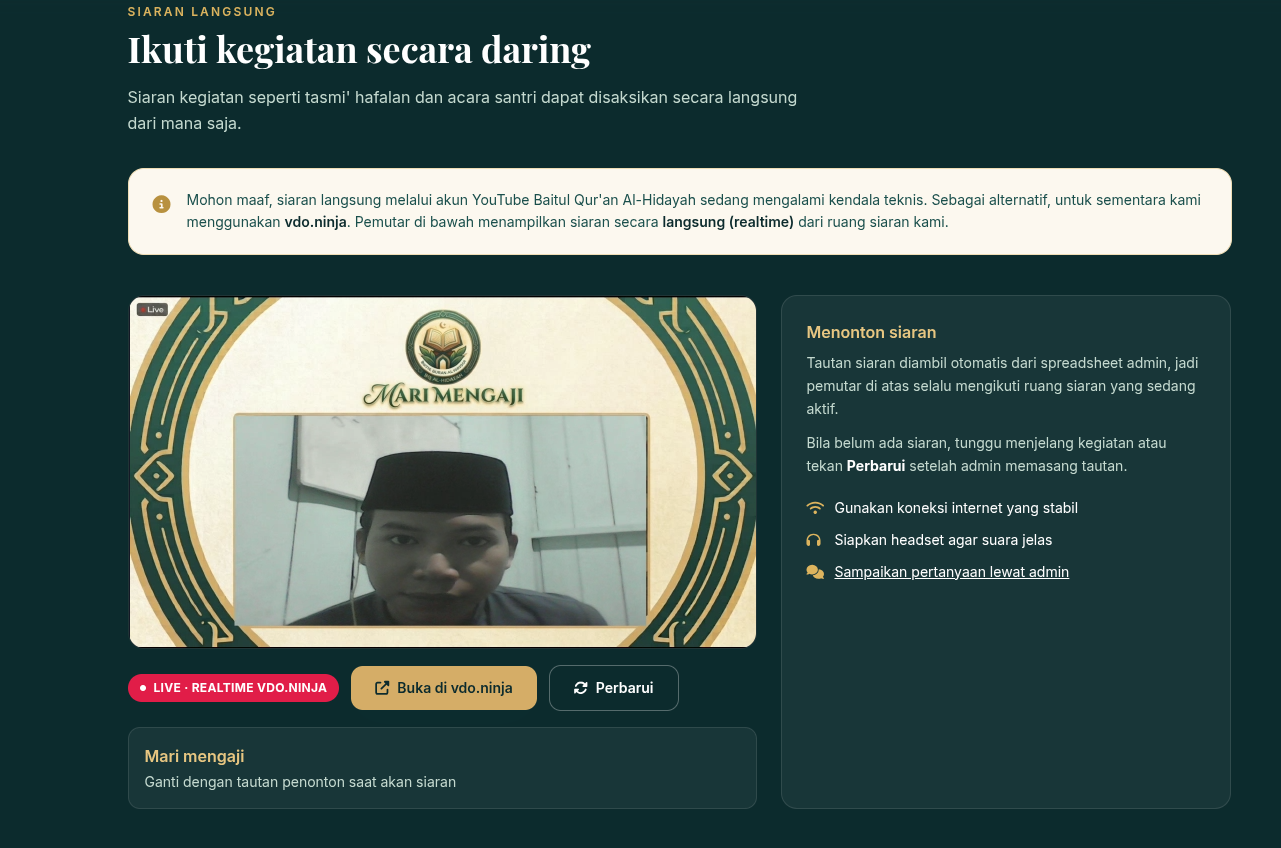 SIARAN LANGSUNG
Ikuti kegiatan secara daring
Siaran kegiatan seperti tasmi' hafalan dan acara santri dapat disaksikan secara langsung
dari mana saja.
Mohon maaf, siaran langsung melalui akun YouTube Baitul Qur'an Al-Hidayah sedang mengalami kendala teknis. Sebagai alternatif, untuk sementara kami
menggunakan vdo.ninja. Pemutar di bawah menampilkan siaran secara langsung (realtime) dari ruang siaran kami.
Live
MARI MENGAJI
LIVE · REALTIME VDO.NINJA
Buka di vdo.ninja
Perbarui
Mari mengaji
Ganti dengan tautan penonton saat akan siaran
Menonton siaran
Tautan siaran diambil otomatis dari spreadsheet admin, jadi
pemutar di atas selalu mengikuti ruang siaran yang sedang
aktif.
Bila belum ada siaran, tunggu menjelang kegiatan atau
tekan Perbarui setelah admin memasang tautan.
Gunakan koneksi internet yang stabil
Siapkan headset agar suara jelas
Sampaikan pertanyaan lewat admin